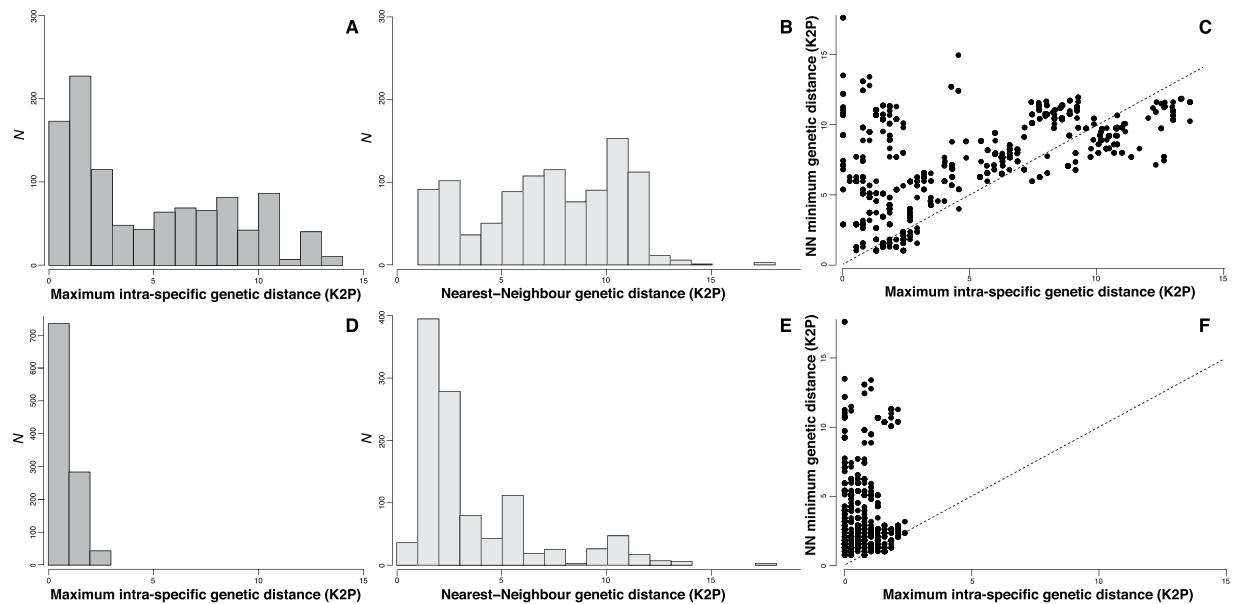 A
300
200
100
0
N
0 5 10 15
Maximum intra-specific genetic distance (K2P)
B
300
200
100
0
N
0 5 10 15
Nearest–Neighbour genetic distance (K2P)
C
NN minimum genetic distance (K2P)
15
10
5
0
0 5 10 15
Maximum intra-specific genetic distance (K2P)
D
700
600
500
400
300
200
100
0
N
0 5 10 15
Maximum intra-specific genetic distance (K2P)
E
400
300
200
100
0
N
0 5 10 15
Nearest–Neighbour genetic distance (K2P)
F
NN minimum genetic distance (K2P)
15
10
5
0
0 5 10 15
Maximum intra-specific genetic distance (K2P)